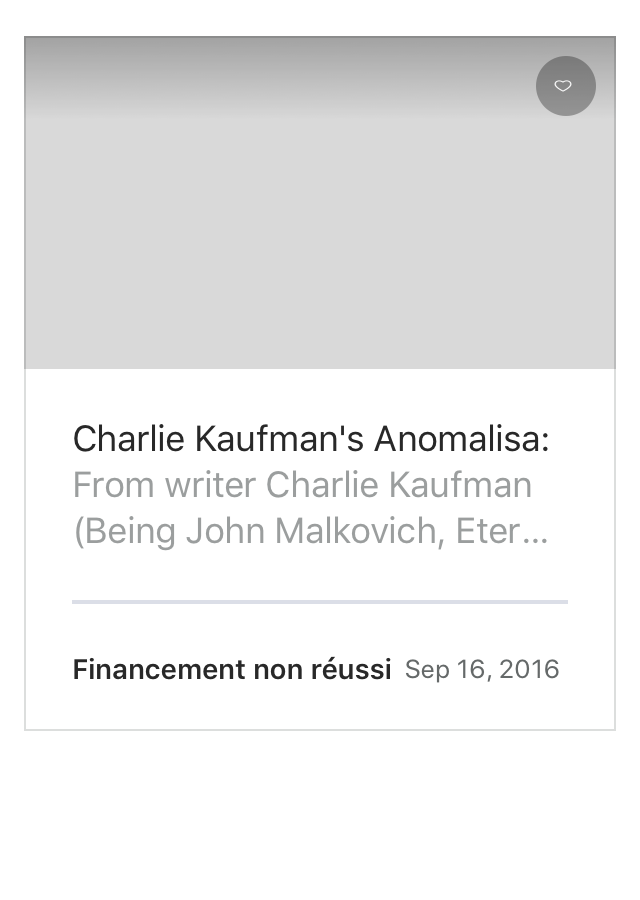 Charlie Kaufman's Anomalisa:
From writer Charlie Kaufman
(Being John Malkovich, Eter...
Financement non réussi Sep 16, 2016